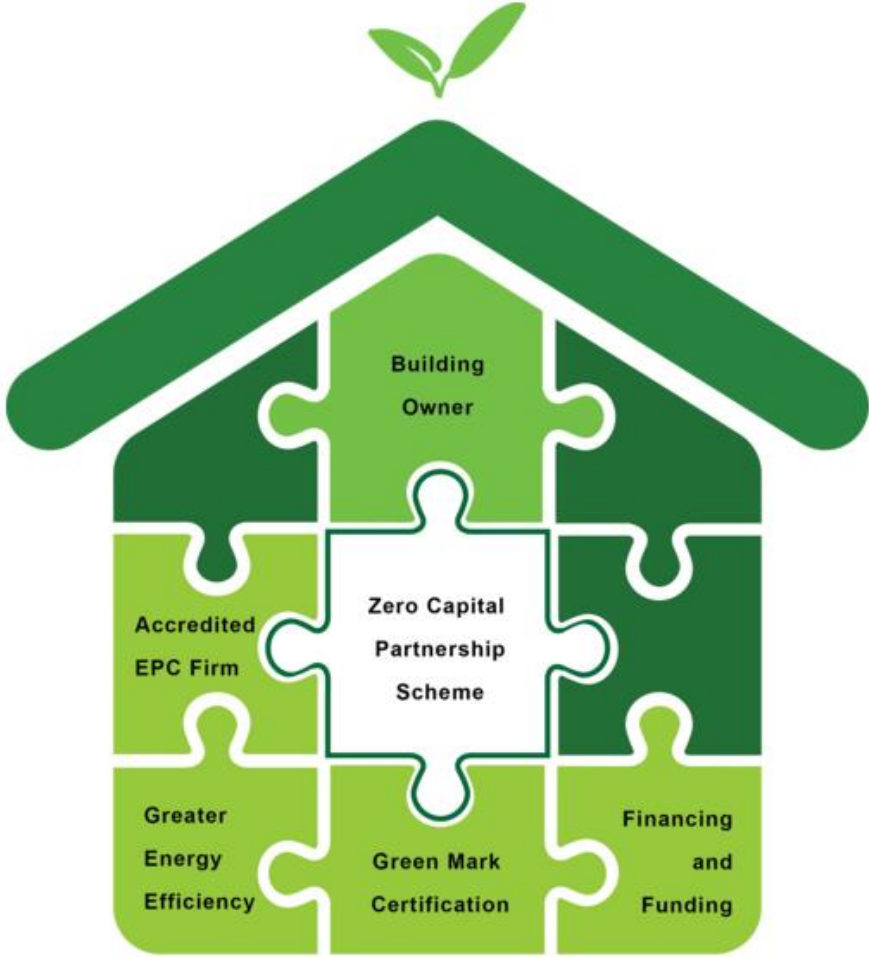 Building
Owner
Accredited
EPC Firm
Zero Capital
Partnership
Scheme
Greater
Energy
Efficiency
Green Mark
Certification
Financing
and
Funding